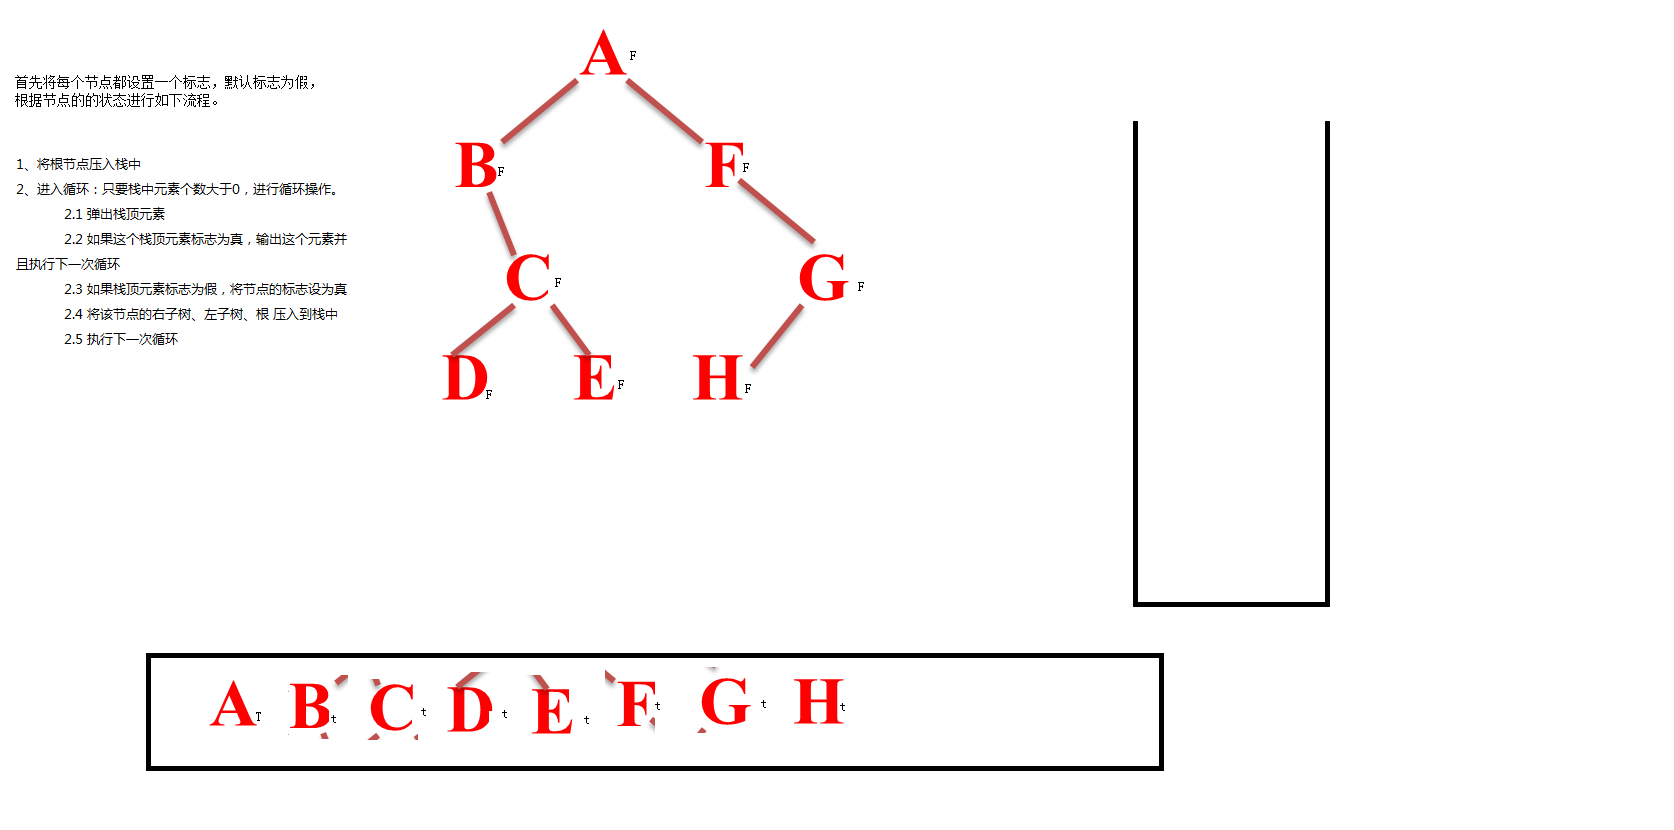 首先将每个节点都设置一个标志，默认标志为假，
根据节点的的状态进行如下流程。
1、将根节点压入栈中
2、进入循环：只要栈中元素个数大于0，进行循环操作。
2.1 弹出栈顶元素
2.2 如果这个栈顶元素标志为真，输出这个元素并
且执行下一次循环
2.3 如果栈顶元素标志为假，将节点的标志设为真
2.4 将该节点的右子树、左子树、根 压入到栈中
2.5 执行下一次循环
A F
B F F F
C F G F
D F E F H F
A T B t C t D t E t F t G t H t